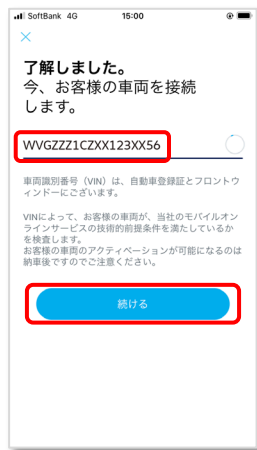 SoftBank 4G 15:00
了解しました。
今、お客様の車両を接続
します。
WVGZZZ1CZXX123XX56
車両識別番号（VIN）は、自動車登録証とフロントウ
ィンドーにございます。
VINによって、お客様の車両が、当社のモバイルオン
ラインサービスの技術的前提条件を満たしているか
を検査します。
お客様の車両のアクティベーションが可能になるのは
納車後ですのでご注意ください。
続ける